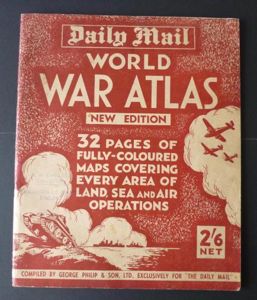 Daily Mail
WORLD
WAR ATLAS
NEW EDITION
32 PAGES OF
FULLY-COLOURED
MAPS COVERING
EVERY AREA OF
LAND, SEA AND AIR
OPERATIONS
2/6
NET
COMPILED BY GEORGE PHILIP & SON, LTD. EXCLUSIVELY FOR "THE DAILY MAIL"